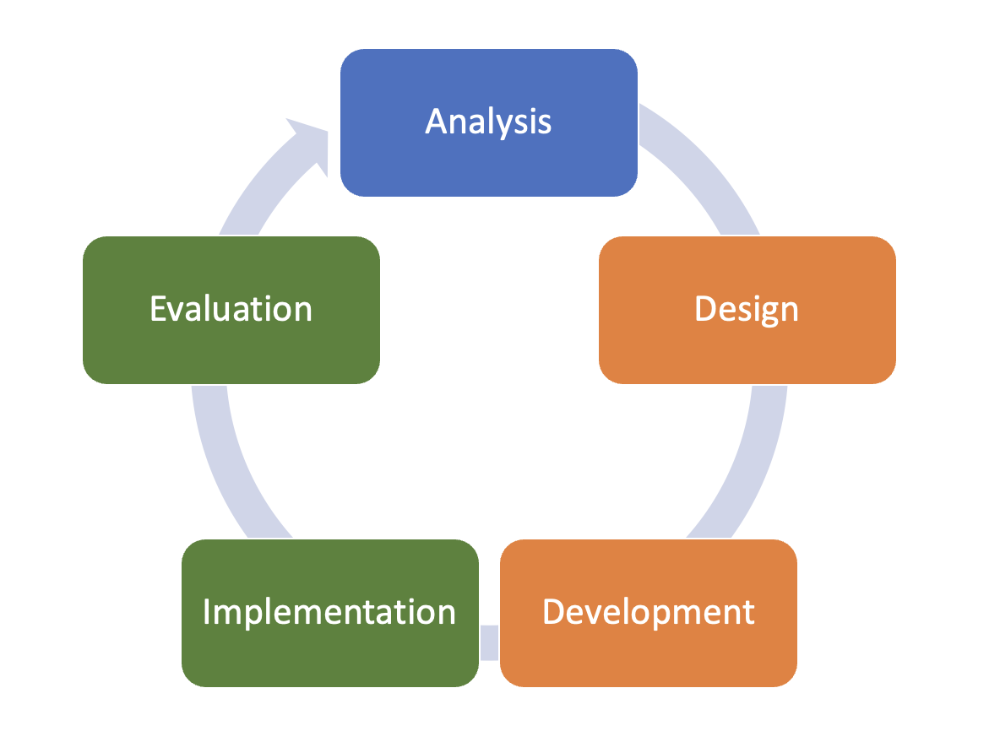 Analysis
Design
Development
Implementation
Evaluation